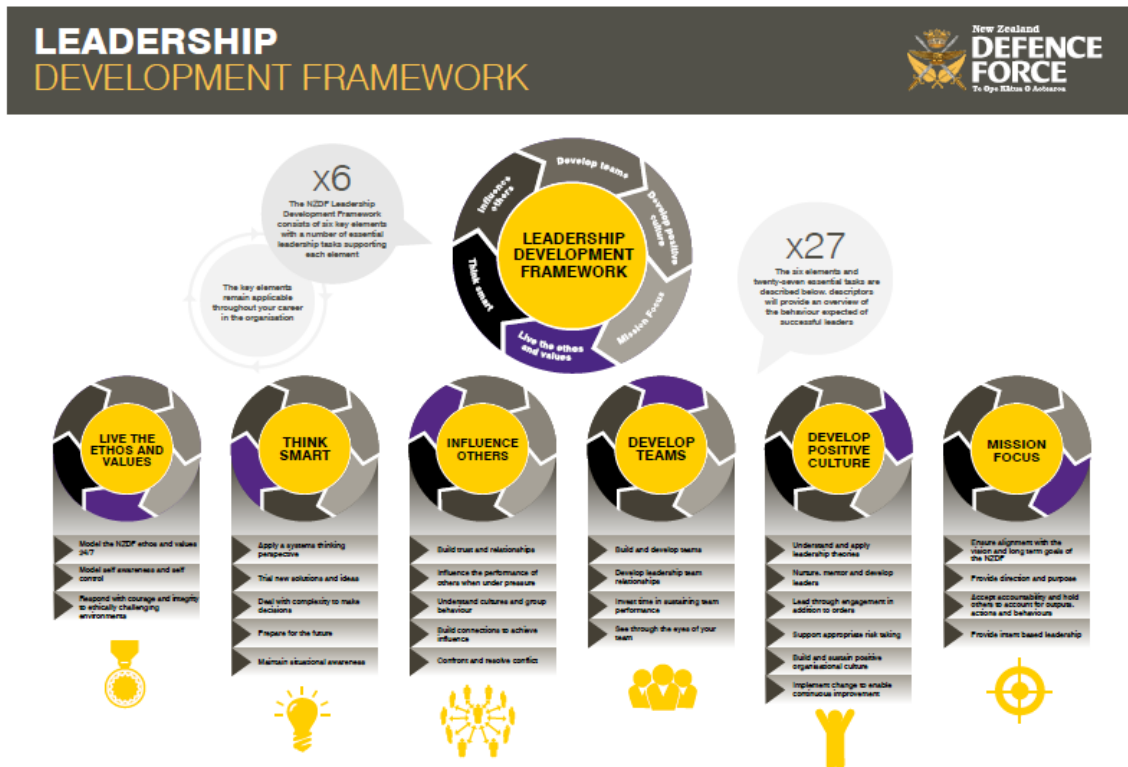 LEADERSHIP
DEVELOPMENT FRAMEWORK
New Zealand
DEFENCE
FORCE
Te Ope Kātua O Aotearoa
x6
The NZDF Leadership
Development Framework
consists of six key elements
with a number of essential
leadership tasks supporting
each element
The key elements
remain applicable
throughout your career
in the organisation
LEADERSHIP
DEVELOPMENT
FRAMEWORK
Develop teams
Develop positive
culture
Mission Focus
Live the ethos
and values
Think smart
Influence
others
x27
The six elements and
twenty-seven essential tasks are
described below. descriptors
will provide an overview of
the behaviour expected of
successful leaders
LIVE THE
ETHOS AND
VALUES
Model the NZDF ethos and values
24/7
Model self awareness and self
control
Respond with courage and integrity
to ethically challenging
environments
THINK
SMART
Apply a systems thinking
perspective
Trial new solutions and ideas
Deal with complexity to make
decisions
Prepare for the future
Maintain situational awareness
INFLUENCE
OTHERS
Build trust and relationships
Influence the performance of
others when under pressure
Understand cultures and group
behaviour
Build connections to achieve
influence
Confront and resolve conflict
DEVELOP
TEAMS
Build and develop teams
Develop leadership team
relationships
Invest time in sustaining team
performance
See through the eyes of your
team
DEVELOP
POSITIVE
CULTURE
Understand and apply
leadership theories
Nurture, mentor and develop
leaders
Lead through engagement in
addition to orders
Support appropriate risk taking
Build and sustain positive
organisational culture
Implement change to enable
continuous improvement
MISSION
FOCUS
Ensure alignment with the
vision and long term goals of
the NZDF
Provide direction and purpose
Accept accountability and hold
others to account for outputs,
actions and behaviours
Provide intent based leadership